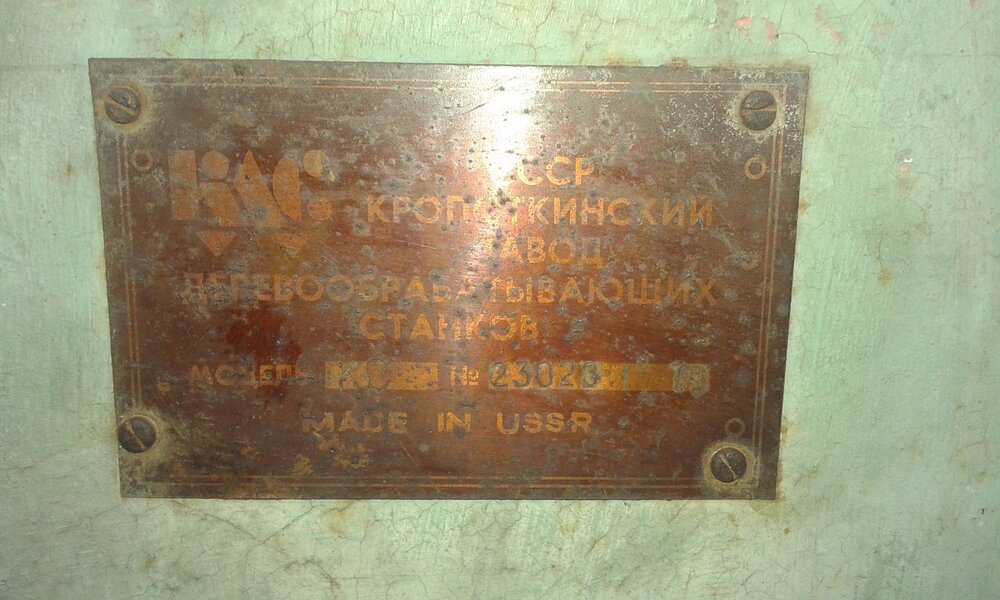 СССР
КРОПОТКИНСКИЙ
ЗАВОД
ДЕРЕВООБРАБАТЫВАЮЩИХ
СТАНКОВ
МОДЕЛЬ № 23028
MADE IN USSR